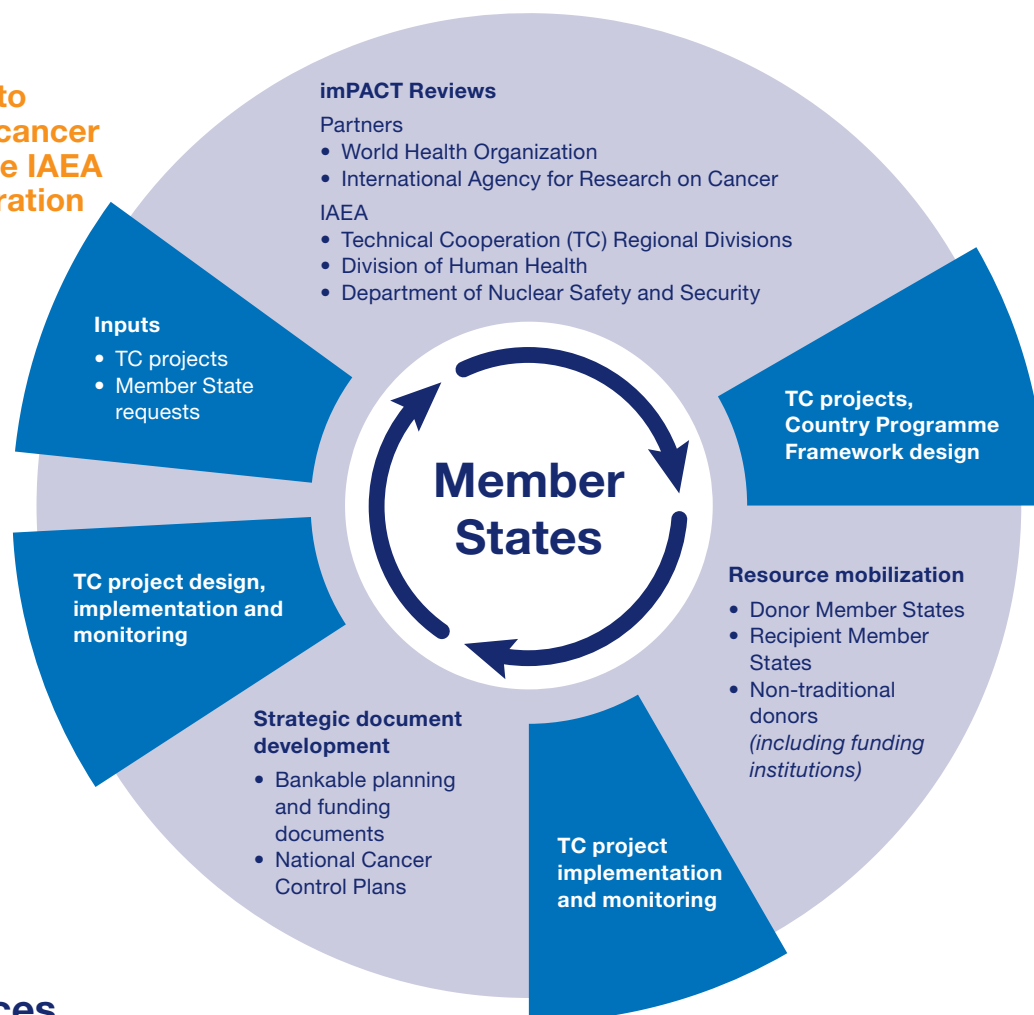 to
cancer
e IAEA
ration
imPACT Reviews
Partners
• World Health Organization
• International Agency for Research on Cancer
IAEA
• Technical Cooperation (TC) Regional Divisions
• Division of Human Health
• Department of Nuclear Safety and Security
Inputs
• TC projects
• Member State
requests
TC projects,
Country Programme
Framework design
Member
States
TC project design,
implementation and
monitoring
Resource mobilization
• Donor Member States
• Recipient Member
States
• Non-traditional
donors
(including funding
institutions)
Strategic document
development
• Bankable planning
and funding
documents
• National Cancer
Control Plans
TC project
implementation
and monitoring
ces